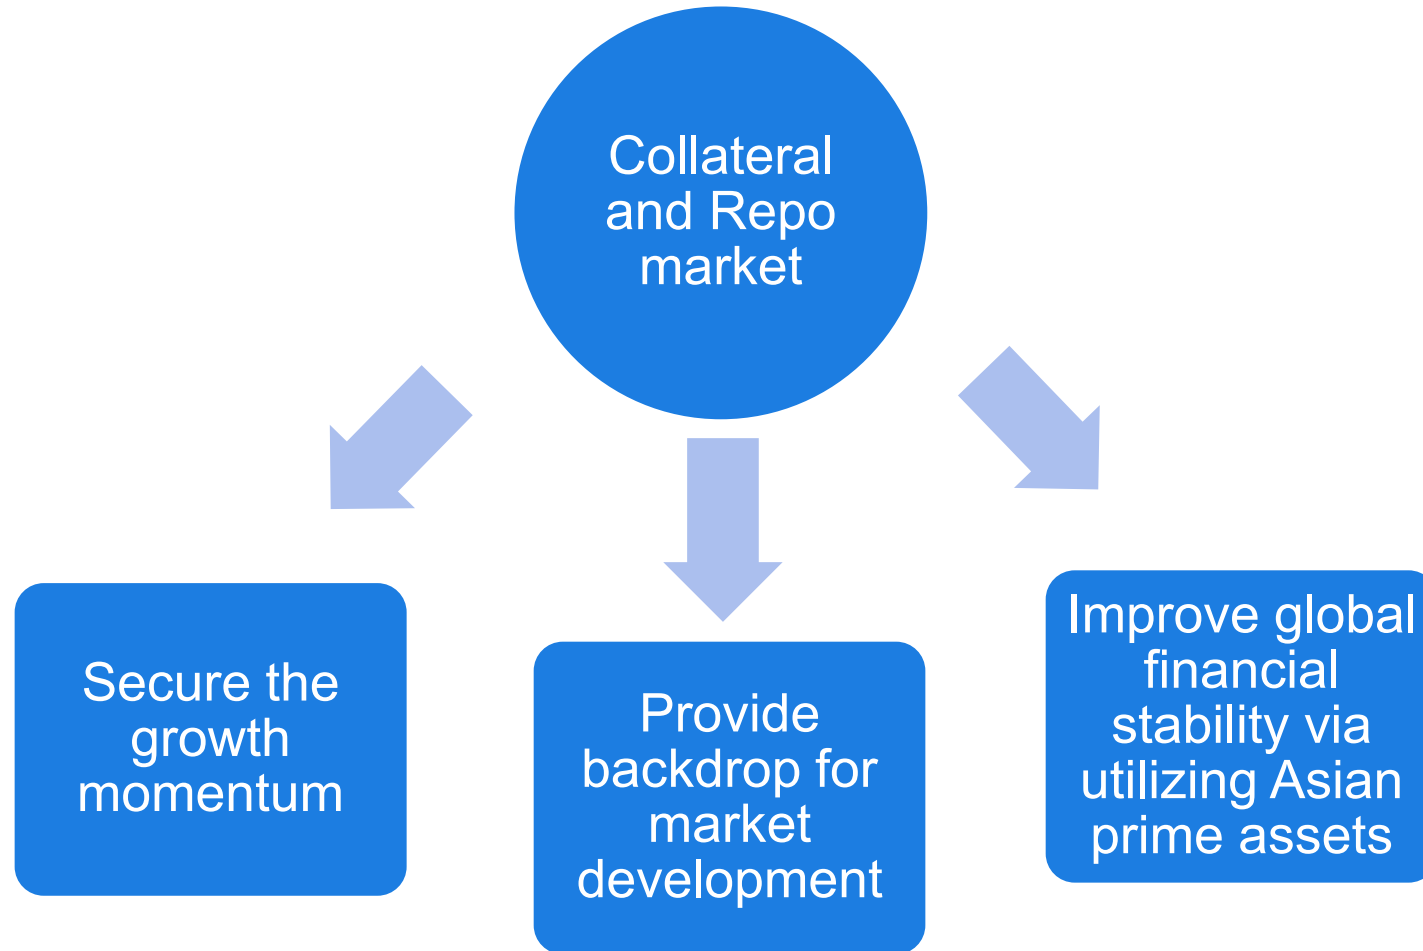 Collateral
and Repo
market
Secure the
growth
momentum
Provide
backdrop for
market
development
Improve global
financial
stability via
utilizing Asian
prime assets